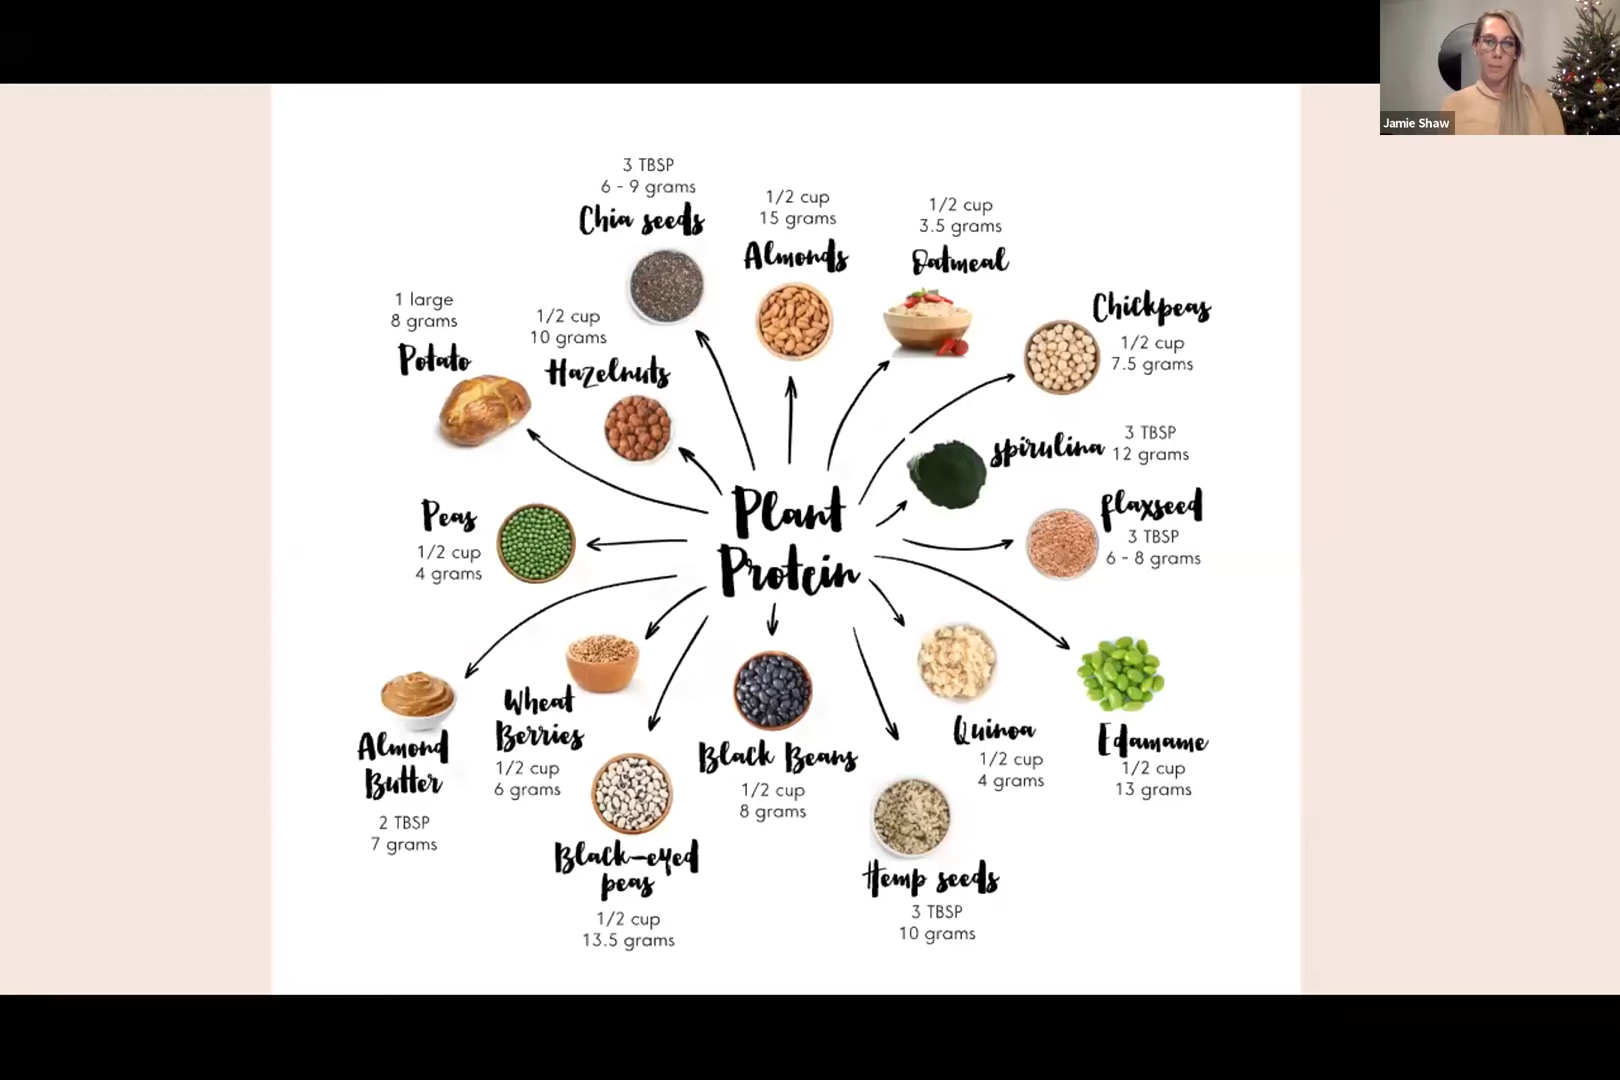 Jamie Shaw
3 TBSP
6 - 9 grams
Chia seeds
1/2 cup
15 grams
Almonds
1/2 cup
3.5 grams
Oatmeal
Chickpeas
1/2 cup
7.5 grams
1 large
8 grams
Potato
1/2 cup
10 grams
Hazelnuts
spirulina
3 TBSP
12 grams
flaxseed
3 TBSP
6 - 8 grams
Plant
Protein
Peas
1/2 cup
4 grams
Almond
Butter
2 TBSP
7 grams
Wheat
Berries
1/2 cup
6 grams
Black-eyed
peas
1/2 cup
13.5 grams
Black Beans
1/2 cup
8 grams
Hemp seeds
3 TBSP
10 grams
Quinoa
1/2 cup
4 grams
Edamame
1/2 cup
13 grams